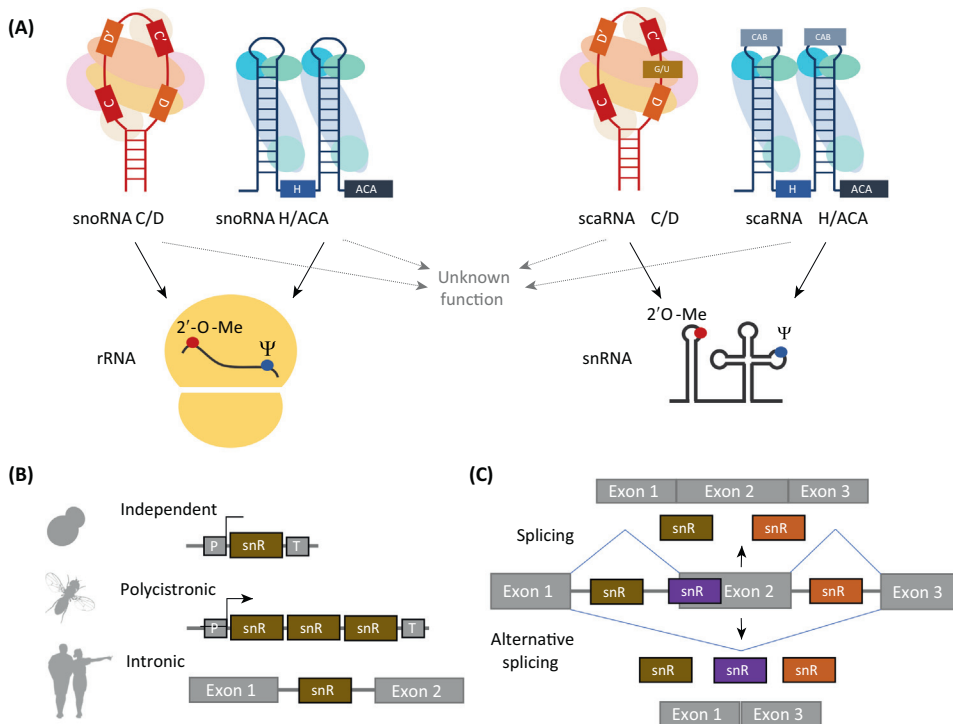 (A)
D' C'
C D
H ACA
snoRNA C/D
snoRNA H/ACA
D' C'
G/U
C D
CAB CAB
H ACA
scaRNA C/D
scaRNA H/ACA
Unknown
function
2'-O-Me
Ψ
rRNA
2'O-Me
Ψ
snRNA
(B)
Independent
P snR T
Polycistronic
P snR snR snR T
Intronic
Exon 1 snR Exon 2
(C)
Exon 1 Exon 2 Exon 3
Splicing
snR snR
Exon 1 snR snR Exon 2 snR Exon 3
Alternative
splicing
snR snR snR
Exon 1 Exon 3